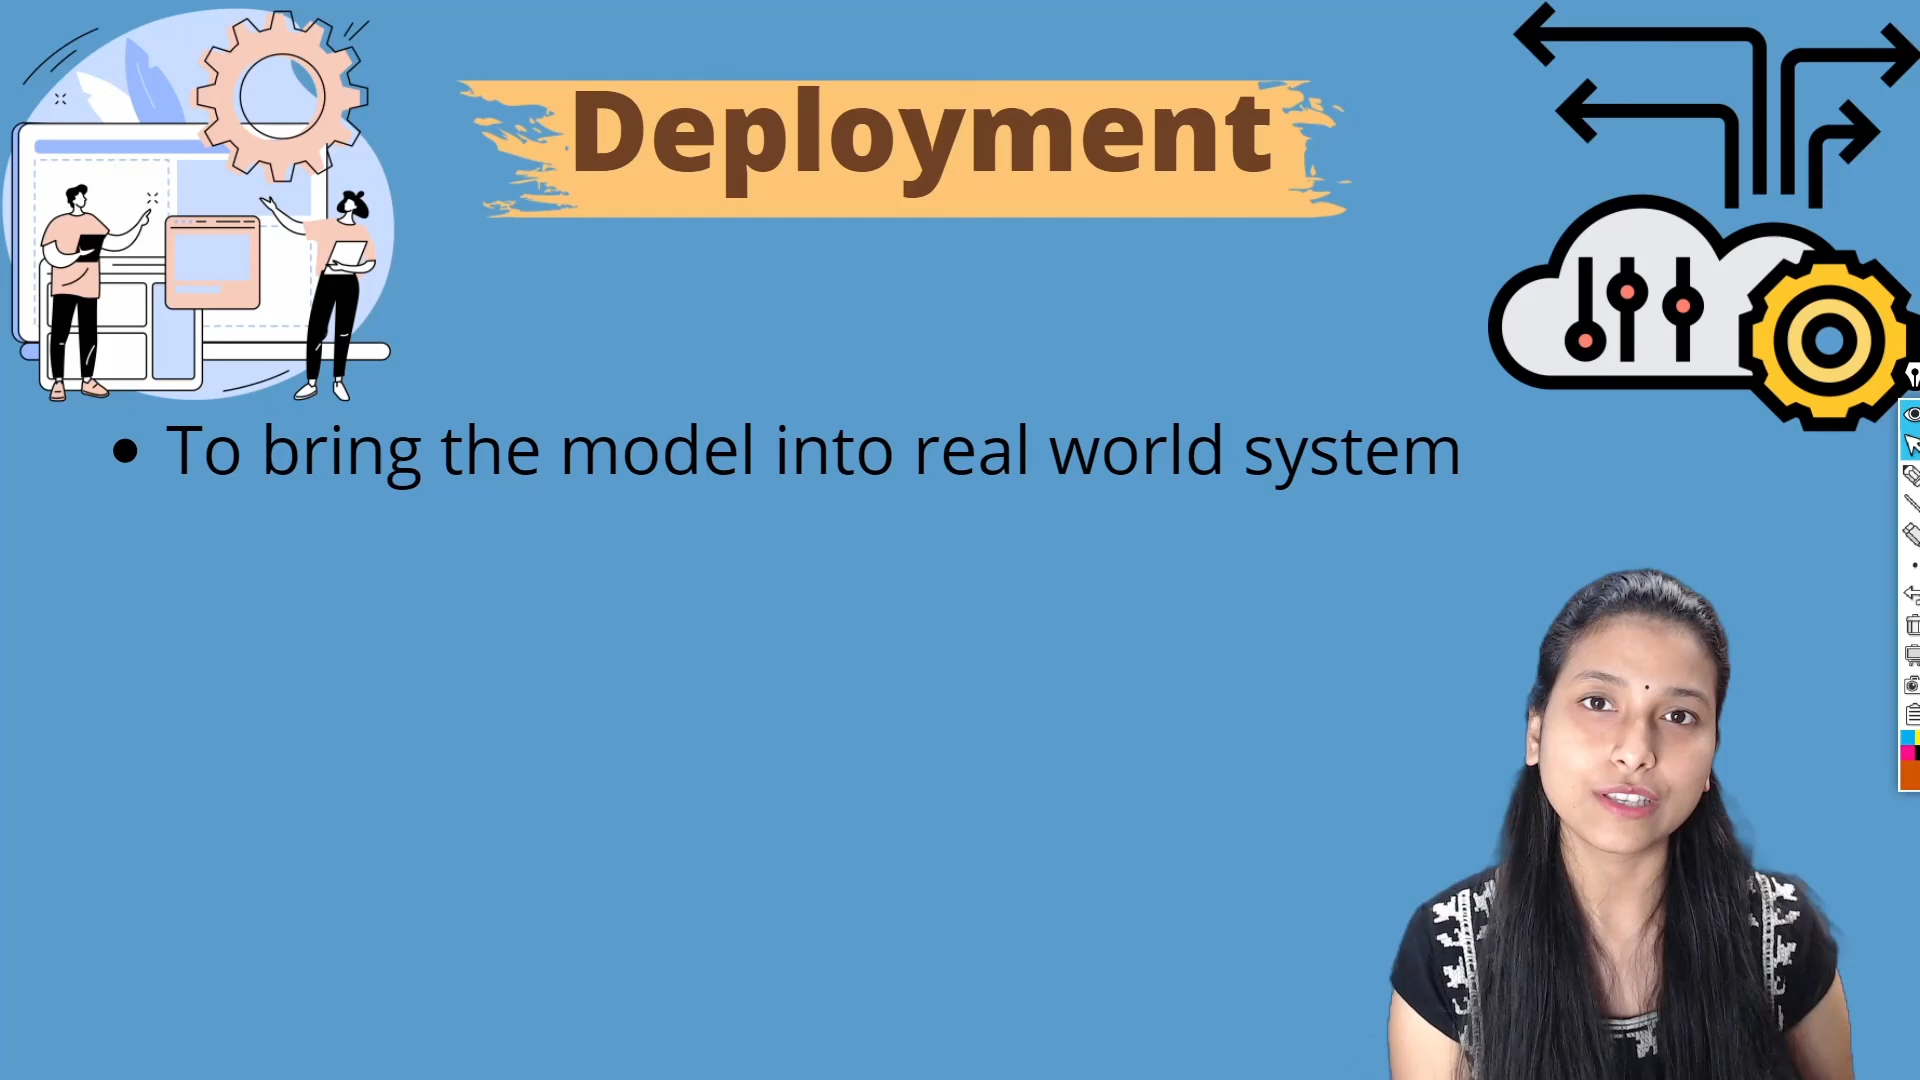 Deployment
• To bring the model into real world system